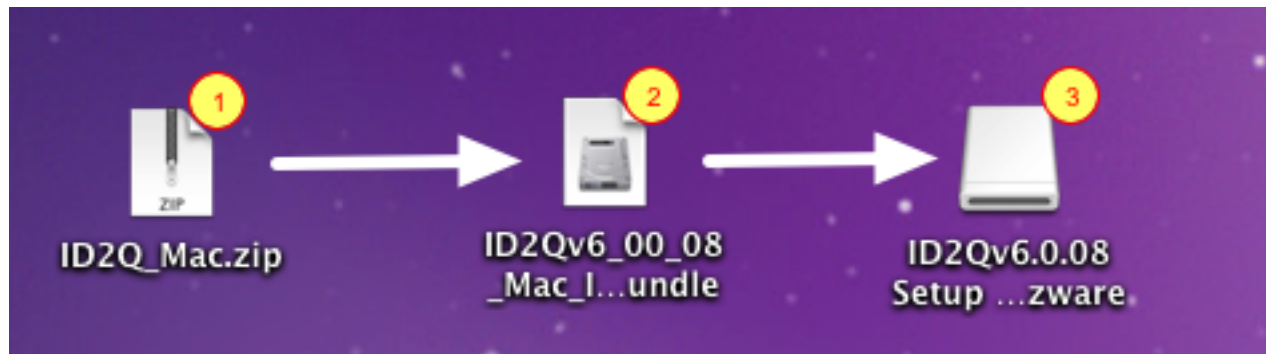 1
2
3
ZIP
ID2Q_Mac.zip
ID2Qv6_00_08
_Mac_I...undle
ID2Qv6.0.08
Setup ...zware